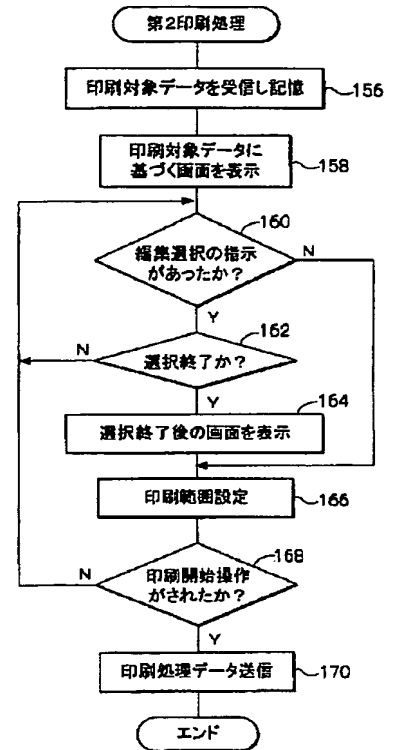 第2印刷処理
印刷対象データを受信し記憶
156
印刷対象データに
基づく画面を表示
158
160
編集選択の指示
があったか?
N
Y
162
N
選択終了か?
Y
164
選択終了後の画面を表示
印刷範囲設定
166
168
印刷開始操作
がされたか?
N
Y
印刷処理データ送信
170
エンド